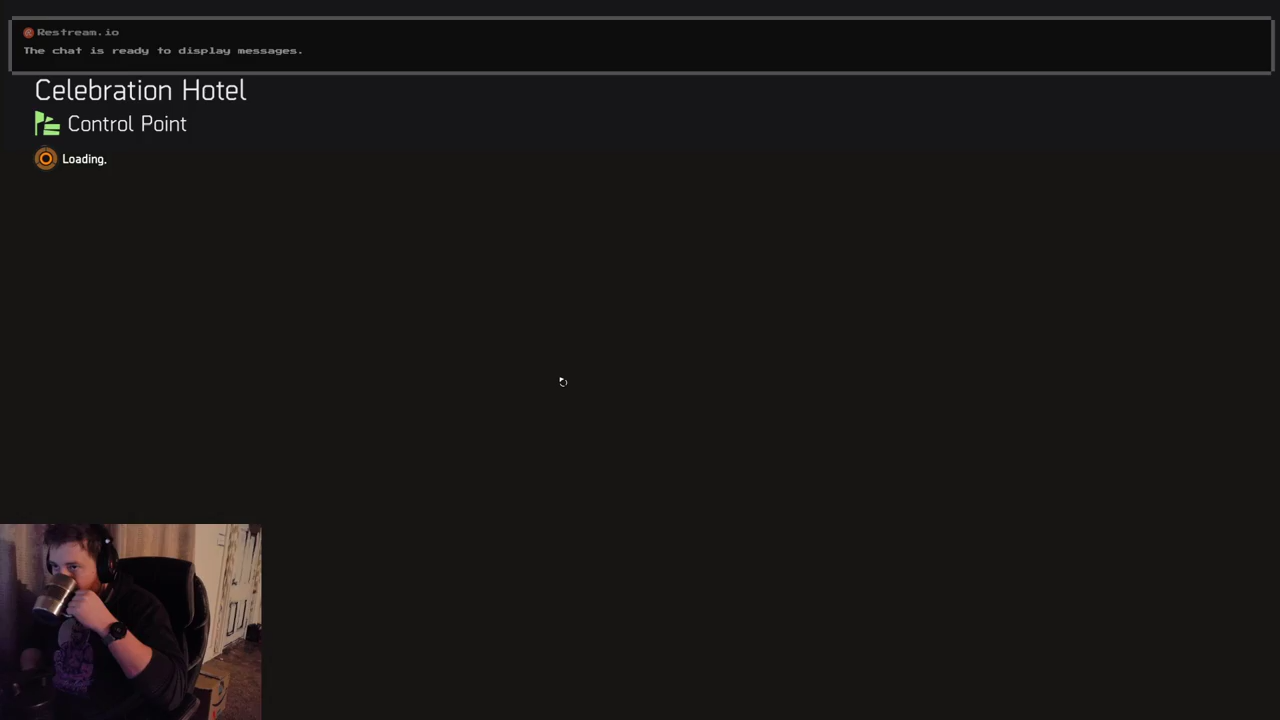 Restream.io
The chat is ready to display messages.
Celebration Hotel
Control Point
Loading.